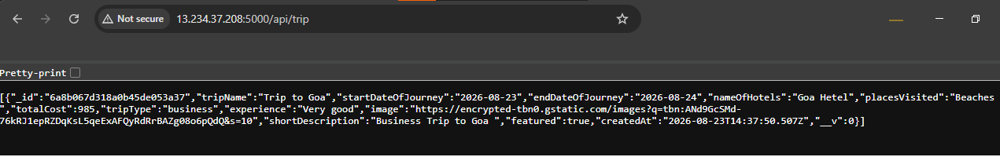 Not secure 13.234.37.208:5000/api/trip
Pretty-print
[{"_id":"6a8b067d318a0b45de053a37","tripName":"Trip to Goa","startDateOfJourney":"2026-08-23","endDateOfJourney":"2026-08-24","nameOfHotels":"Goa Hetel","placesVisited":"Beaches
","totalCost":985,"tripType":"business","experience":"Very good","image":"https://encrypted-tbn0.gstatic.com/images?q=tbn:ANd9GcSMd-
76kRJ1epRZDqKsL5qeExAFQyRdRrBAZg08o6pQdQ&s=10","shortDescription":"Business Trip to Goa ","featured":true,"createdAt":"2026-08-23T14:37:50.507Z","__v":0}]